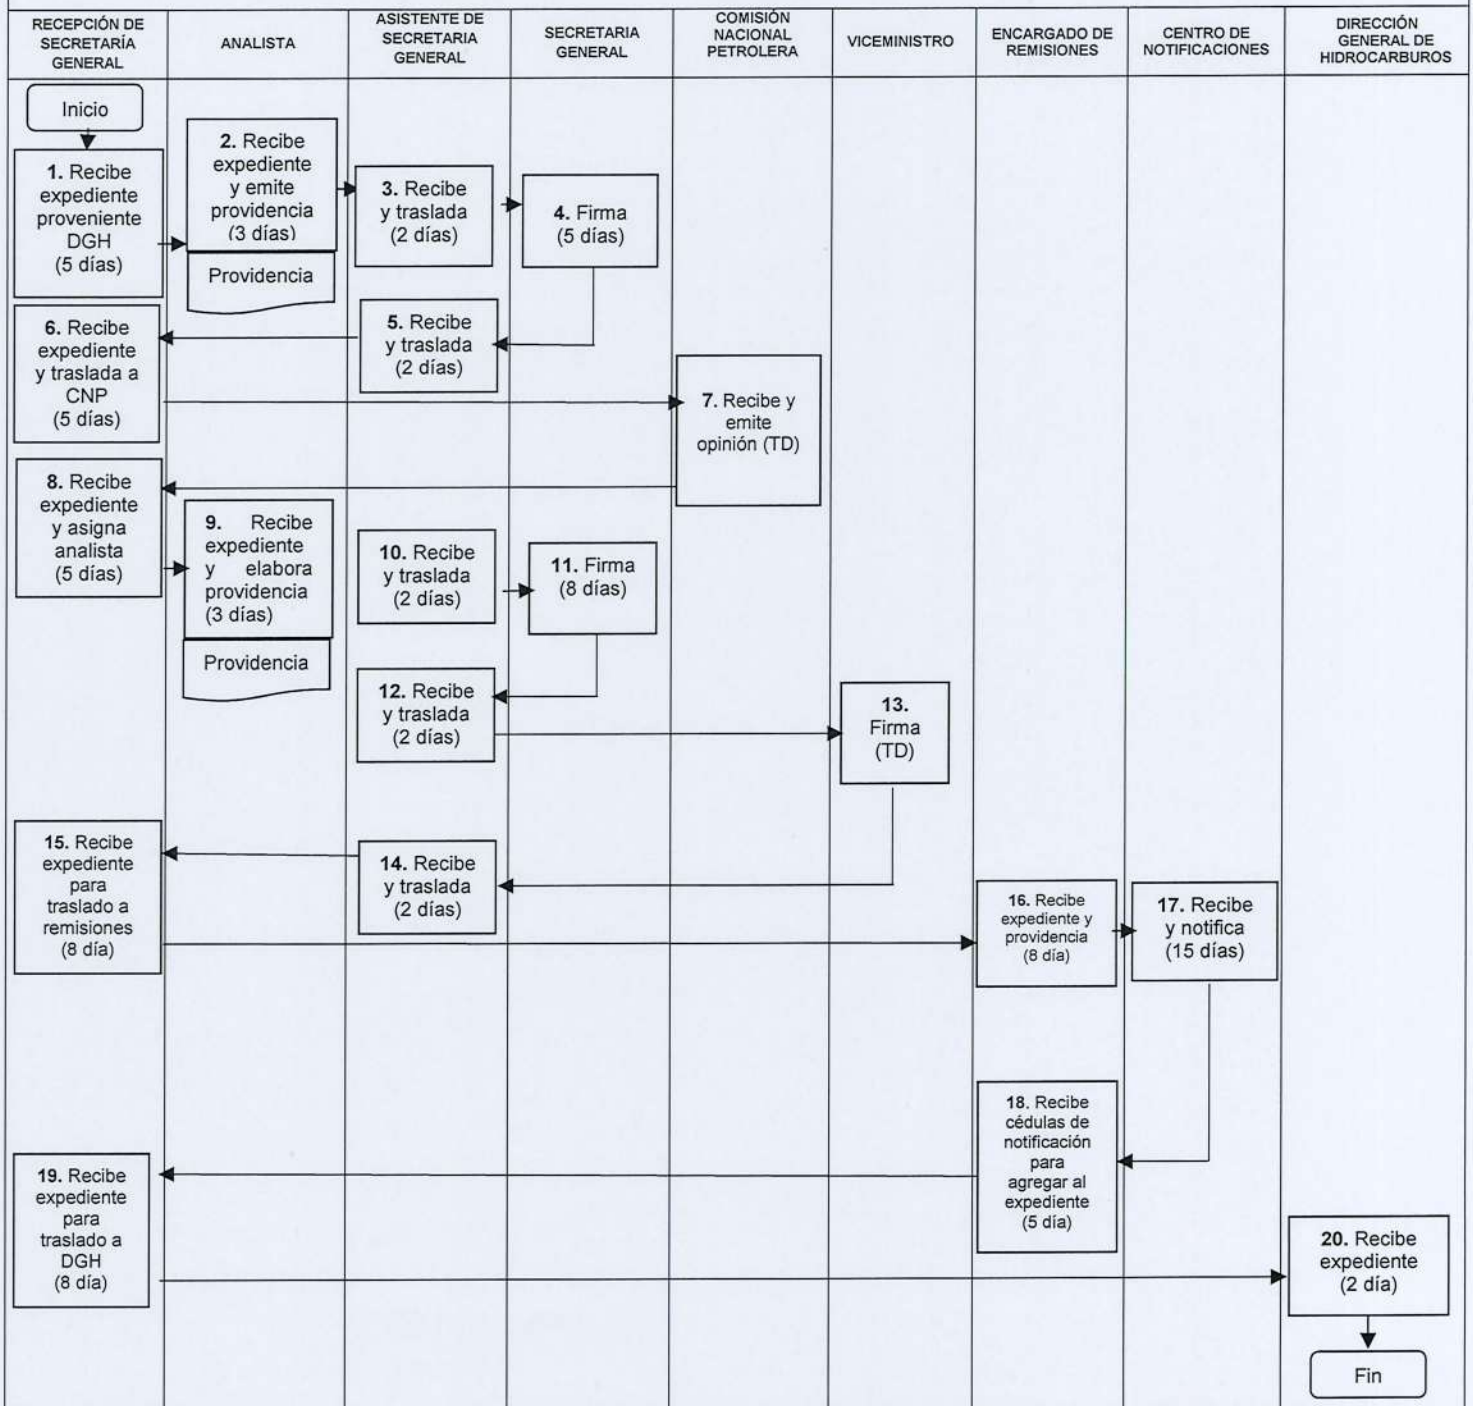 RECEPCIÓN DE
SECRETARÍA
GENERAL
ANALISTA
ASISTENTE DE
SECRETARIA
GENERAL
SECRETARIA
GENERAL
COMISIÓN
NACIONAL
PETROLERA
VICEMINISTRO
ENCARGADO DE
REMISIONES
CENTRO DE
NOTIFICACIONES
DIRECCIÓN
GENERAL DE
HIDROCARBUROS
Inicio
1. Recibe
expediente
proveniente
DGH
(5 días)
2. Recibe
expediente
y emite
providencia
(3 días)
Providencia
3. Recibe
y traslada
(2 días)
4. Firma
(5 días)
5. Recibe
y traslada
(2 días)
6. Recibe
expediente
y traslada a
CNP
(5 días)
7. Recibe y
emite
opinión (TD)
8. Recibe
expediente
y asigna
analista
(5 días)
9. Recibe
expediente
y elabora
providencia
(3 días)
Providencia
10. Recibe
y traslada
(2 días)
11. Firma
(8 días)
12. Recibe
y traslada
(2 días)
13.
Firma
(TD)
14. Recibe
y traslada
(2 días)
15. Recibe
expediente
para
traslado a
remisiones
(8 día)
16. Recibe
expediente y
providencia
(8 día)
17. Recibe
y notifica
(15 días)
18. Recibe
cédulas de
notificación
para
agregar al
expediente
(5 día)
19. Recibe
expediente
para
traslado a
DGH
(8 día)
20. Recibe
expediente
(2 día)
Fin